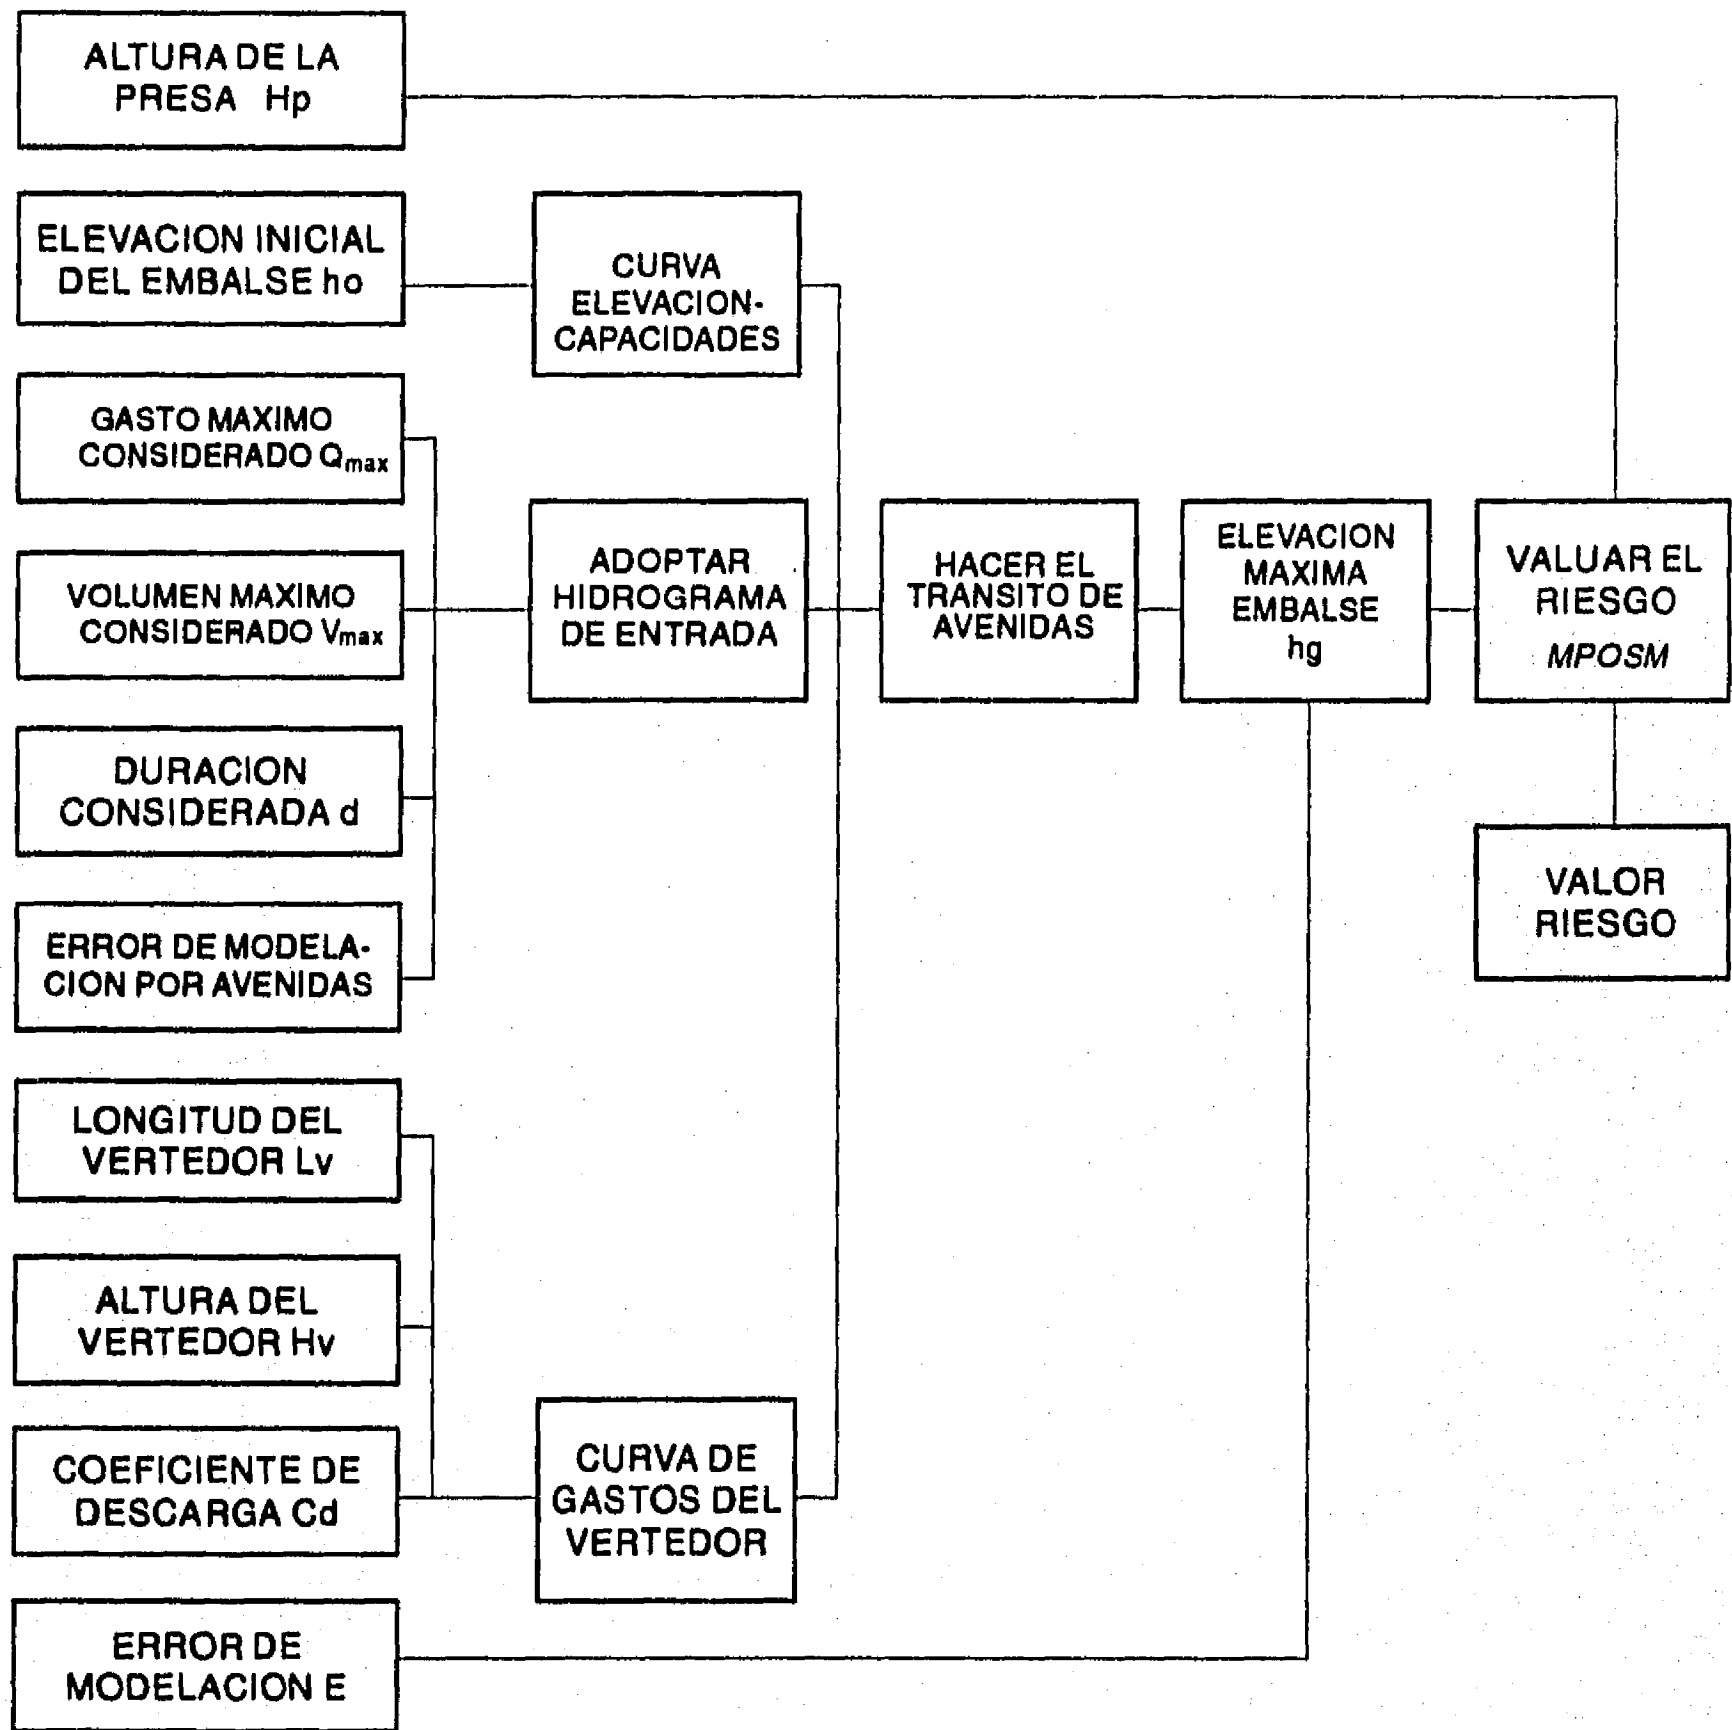 ALTURA DE LA
PRESA Hp
ELEVACION INICIAL
DEL EMBALSE ho
CURVA
ELEVACION-
CAPACIDADES
GASTO MAXIMO
CONSIDERADO Qmax
VOLUMEN MAXIMO
CONSIDERADO Vmax
ADOPTAR
HIDROGRAMA
DE ENTRADA
HACER EL
TRANSITO DE
AVENIDAS
ELEVACION
MAXIMA
EMBALSE
hg
VALUAR EL
RIESGO
MPOSM
DURACION
CONSIDERADA d
VALOR
RIESGO
ERROR DE MODELA-
CION POR AVENIDAS
LONGITUD DEL
VERTEDOR Lv
ALTURA DEL
VERTEDOR Hv
COEFICIENTE DE
DESCARGA Cd
CURVA DE
GASTOS DEL
VERTEDOR
ERROR DE
MODELACION E